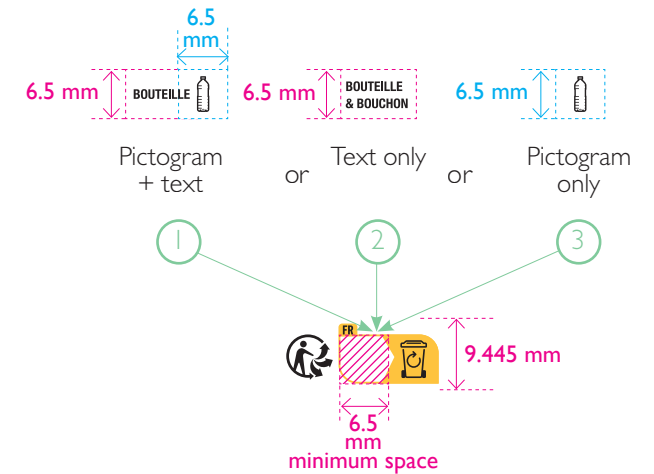 6.5
mm
6.5 mm
BOUTEILLE
6.5 mm
BOUTEILLE
& BOUCHON
6.5 mm
Pictogram
+ text
or
Text only
or
Pictogram
only
1
2
3
FR
9.445 mm
6.5
mm
minimum space